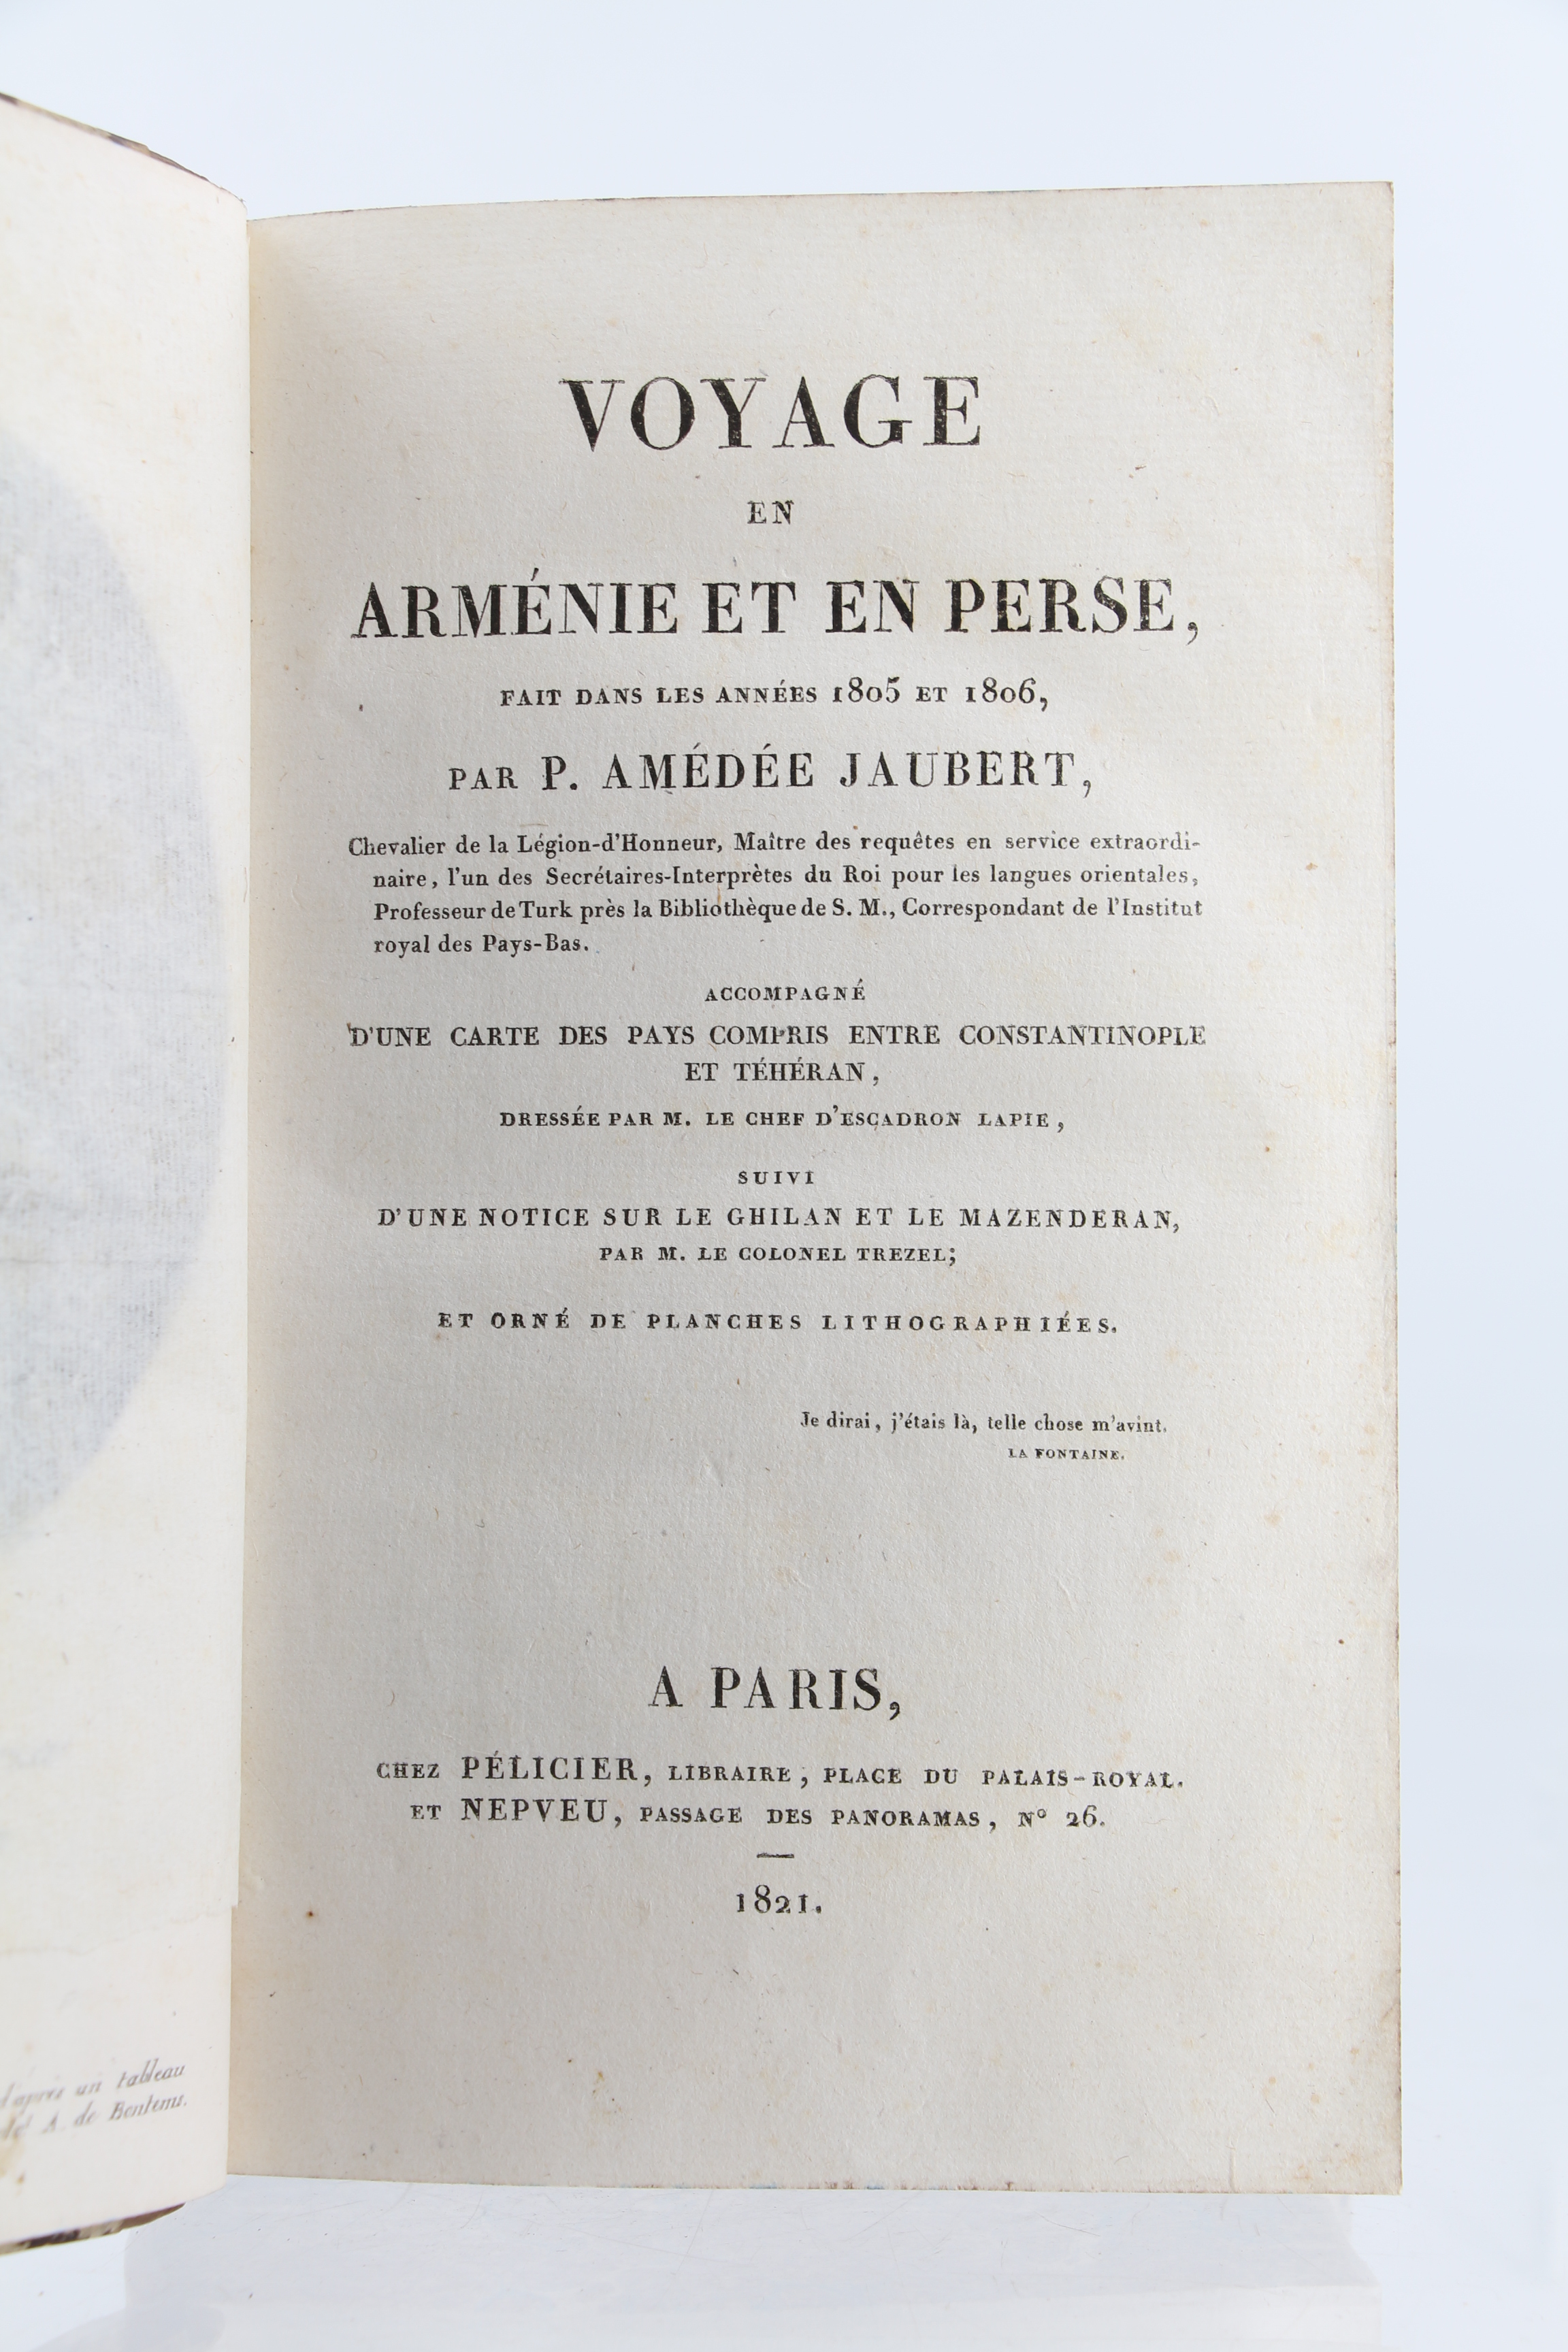 VOYAGE
EN
ARMÉNIE ET EN PERSE,
FAIT DANS LES ANNÉES 1805 ET 1806,
PAR P. AMÉDÉE JAUBERT,
Chevalier de la Légion-d'Honneur, Maître des requêtes en service extraordi-
naire, l'un des Secrétaires-Interprètes du Roi pour les langues orientales,
Professeur de Turk près la Bibliothèque de S. M., Correspondant de l'Institut
royal des Pays-Bas.
ACCOMPAGNÉ
D'UNE CARTE DES PAYS COMPRIS ENTRE CONSTANTINOPLE
ET TÉHÉRAN,
DRESSÉE PAR M. LE CHEF D'ESCADRON LAPIE,
SUIVI
D'UNE NOTICE SUR LE GHILAN ET LE MAZENDERAN,
PAR M. LE COLONEL TREZEL;
ET ORNÉ DE PLANCHES LITHOGRAPHIÉES.
Je dirai, j'étais là, telle chose m'avint.
LA FONTAINE.
A PARIS,
CHEZ PÉLICIER, LIBRAIRE, PLACE DU PALAIS-ROYAL.
ET NEPVEU, PASSAGE DES PANORAMAS, N° 26.
1821.
d'après un tableau
A. de Bentems.